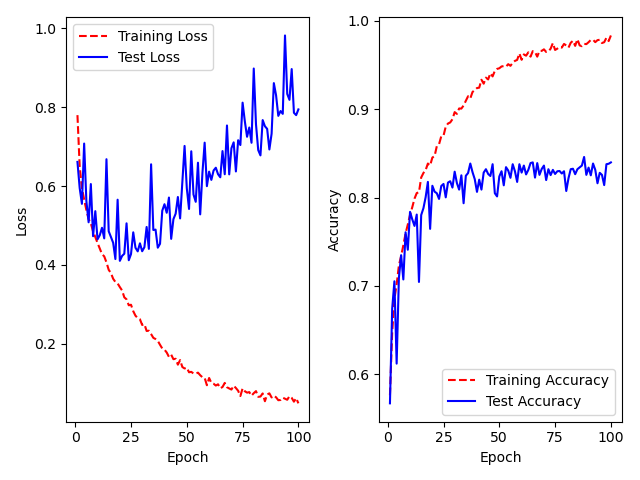 Training Loss
Test Loss
1.0
0.8
0.6
0.4
0.2
Loss
0
25
50
75
100
Epoch
1.0
0.9
0.8
0.7
0.6
Accuracy
Training Accuracy
Test Accuracy
0
25
50
75
100
Epoch